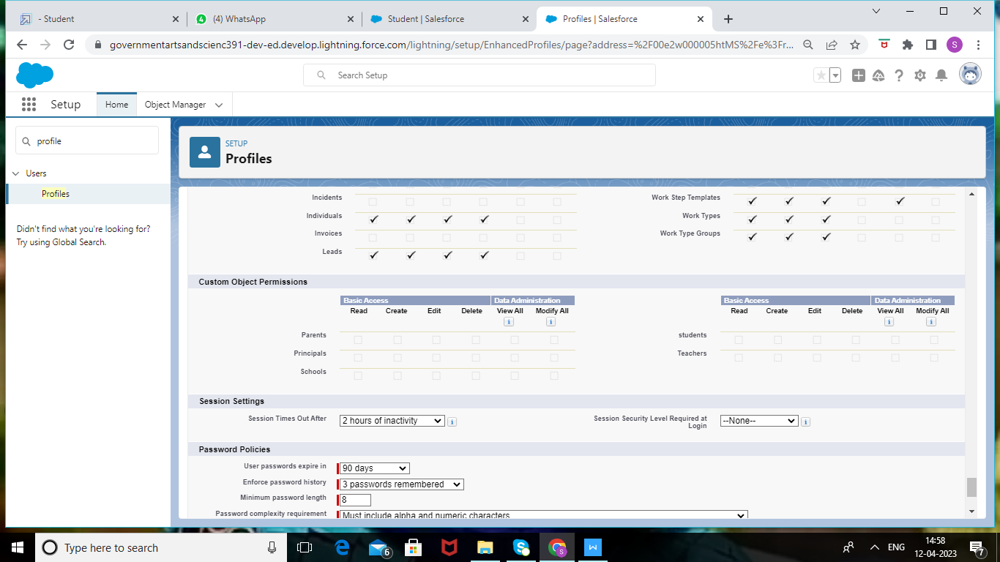 - Student
(4) WhatsApp
Student | Salesforce
Profiles | Salesforce
governmentartsandscienc391-dev-ed.develop.lightning.force.com/lightning/setup/EnhancedProfiles/page?address=%2F00e2w000005htMS%2Fe%3Fr...
S
Search Setup
Setup
Home
Object Manager
profile
Users
Profiles
Didn't find what you're looking for?
Try using Global Search.
SETUP
Profiles
Incidents
Individuals
Invoices
Leads
Work Step Templates
Work Types
Work Type Groups
Custom Object Permissions
Basic Access Data Administration
Read Create Edit Delete View All Modify All
Parents
Principals
Schools
Basic Access Data Administration
Read Create Edit Delete View All Modify All
students
Teachers
Session Settings
Session Times Out After 2 hours of inactivity
Session Security Level Required at
Login
--None--
Password Policies
User passwords expire in 90 days
Enforce password history 3 passwords remembered
Minimum password length 8
Password complexity requirement Must include alpha and numeric characters
Type here to search
6
S
W
ENG
14:58
12-04-2023
7